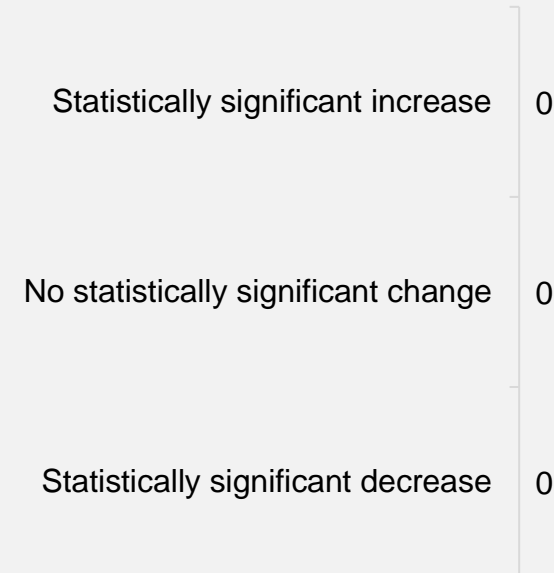 Statistically significant increase 0
No statistically significant change 0
Statistically significant decrease 0